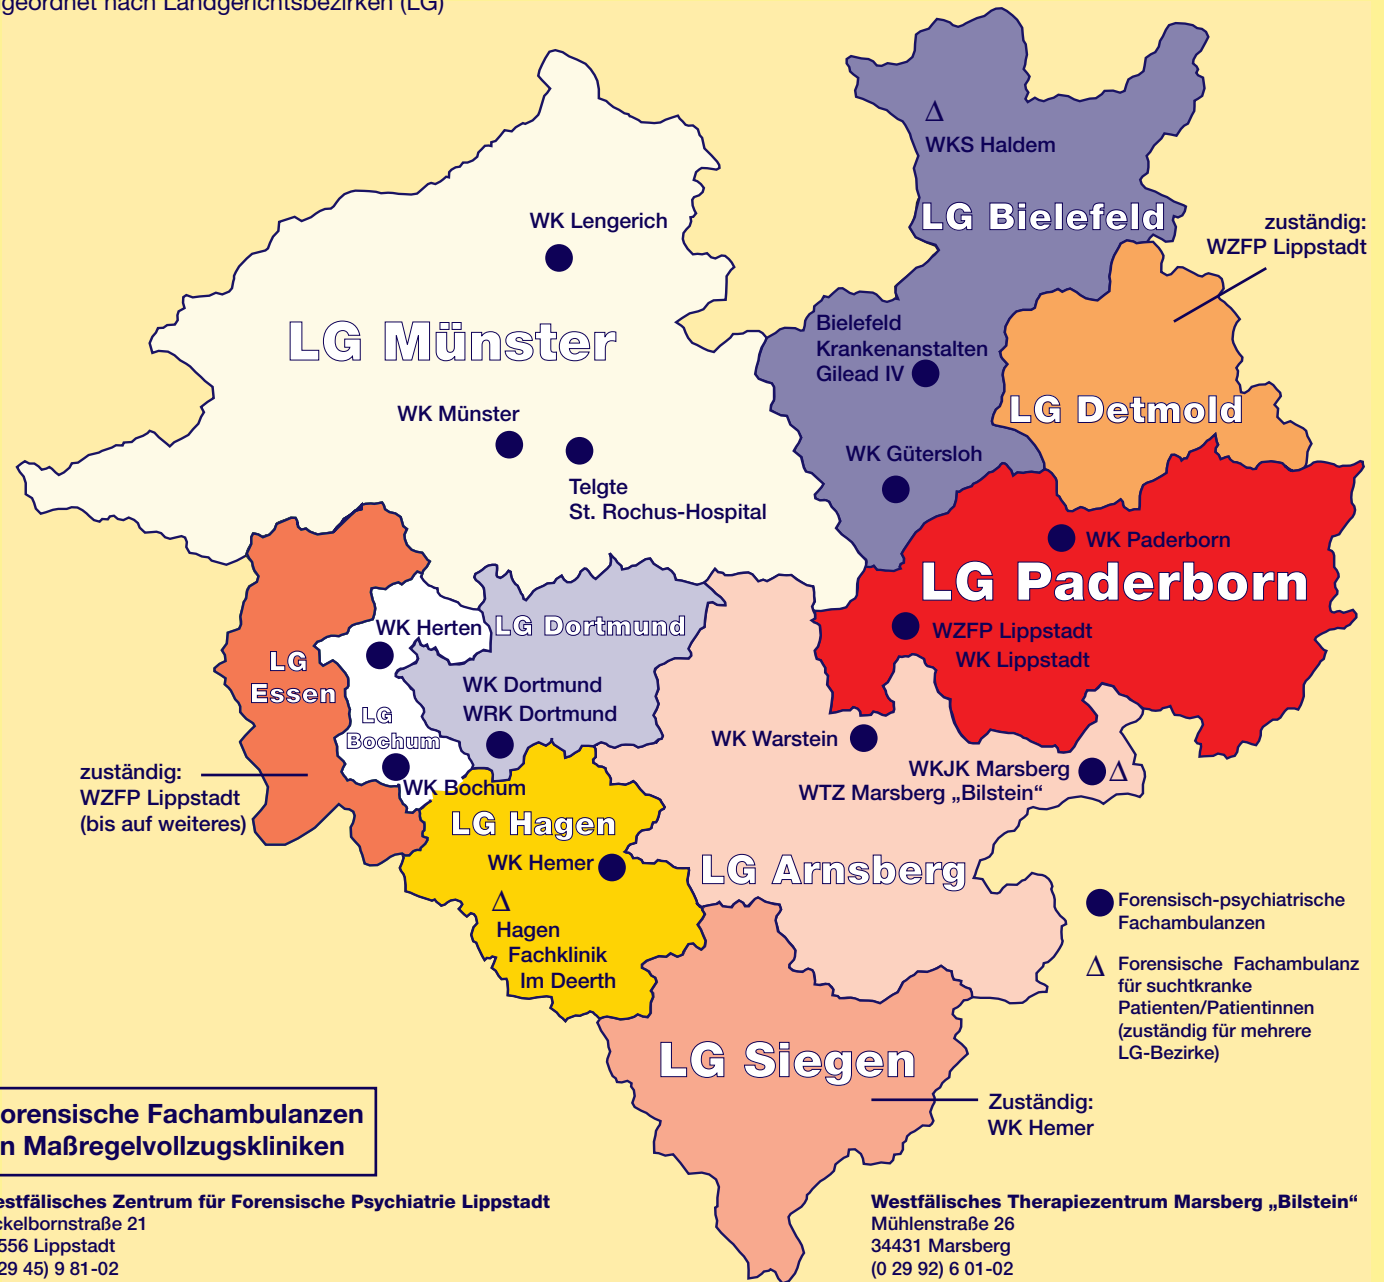 geordnet nach Landgerichtsbezirken (LG)
Δ
WKS Haldem
LG Bielefeld
zuständig:
WZFP Lippstadt
WK Lengerich
LG Münster
Bielefeld
Krankenanstalten
Gilead IV
LG Detmold
WK Münster
WK Gütersloh
Telgte
St. Rochus-Hospital
WK Paderborn
LG Paderborn
WK Herten
LG Dortmund
WZFP Lippstadt
WK Lippstadt
LG
Essen
WK Dortmund
WRK Dortmund
LG
Bochum
WK Warstein
WKJK Marsberg
Δ
WTZ Marsberg „Bilstein“
zuständig:
WZFP Lippstadt
(bis auf weiteres)
WK Bochum
LG Hagen
WK Hemer
LG Arnsberg
Δ
Hagen
Fachklinik
Im Deerth
Forensisch-psychiatrische
Fachambulanzen
Δ Forensische Fachambulanz
für suchtkranke
Patienten/Patientinnen
(zuständig für mehrere
LG-Bezirke)
LG Siegen
Zuständig:
WK Hemer
orensische Fachambulanzen
n Maßregelvollzugskliniken
estfälisches Zentrum für Forensische Psychiatrie Lippstadt
ckelbornstraße 21
556 Lippstadt
29 45) 9 81-02
Westfälisches Therapiezentrum Marsberg „Bilstein“
Mühlenstraße 26
34431 Marsberg
(0 29 92) 6 01-02